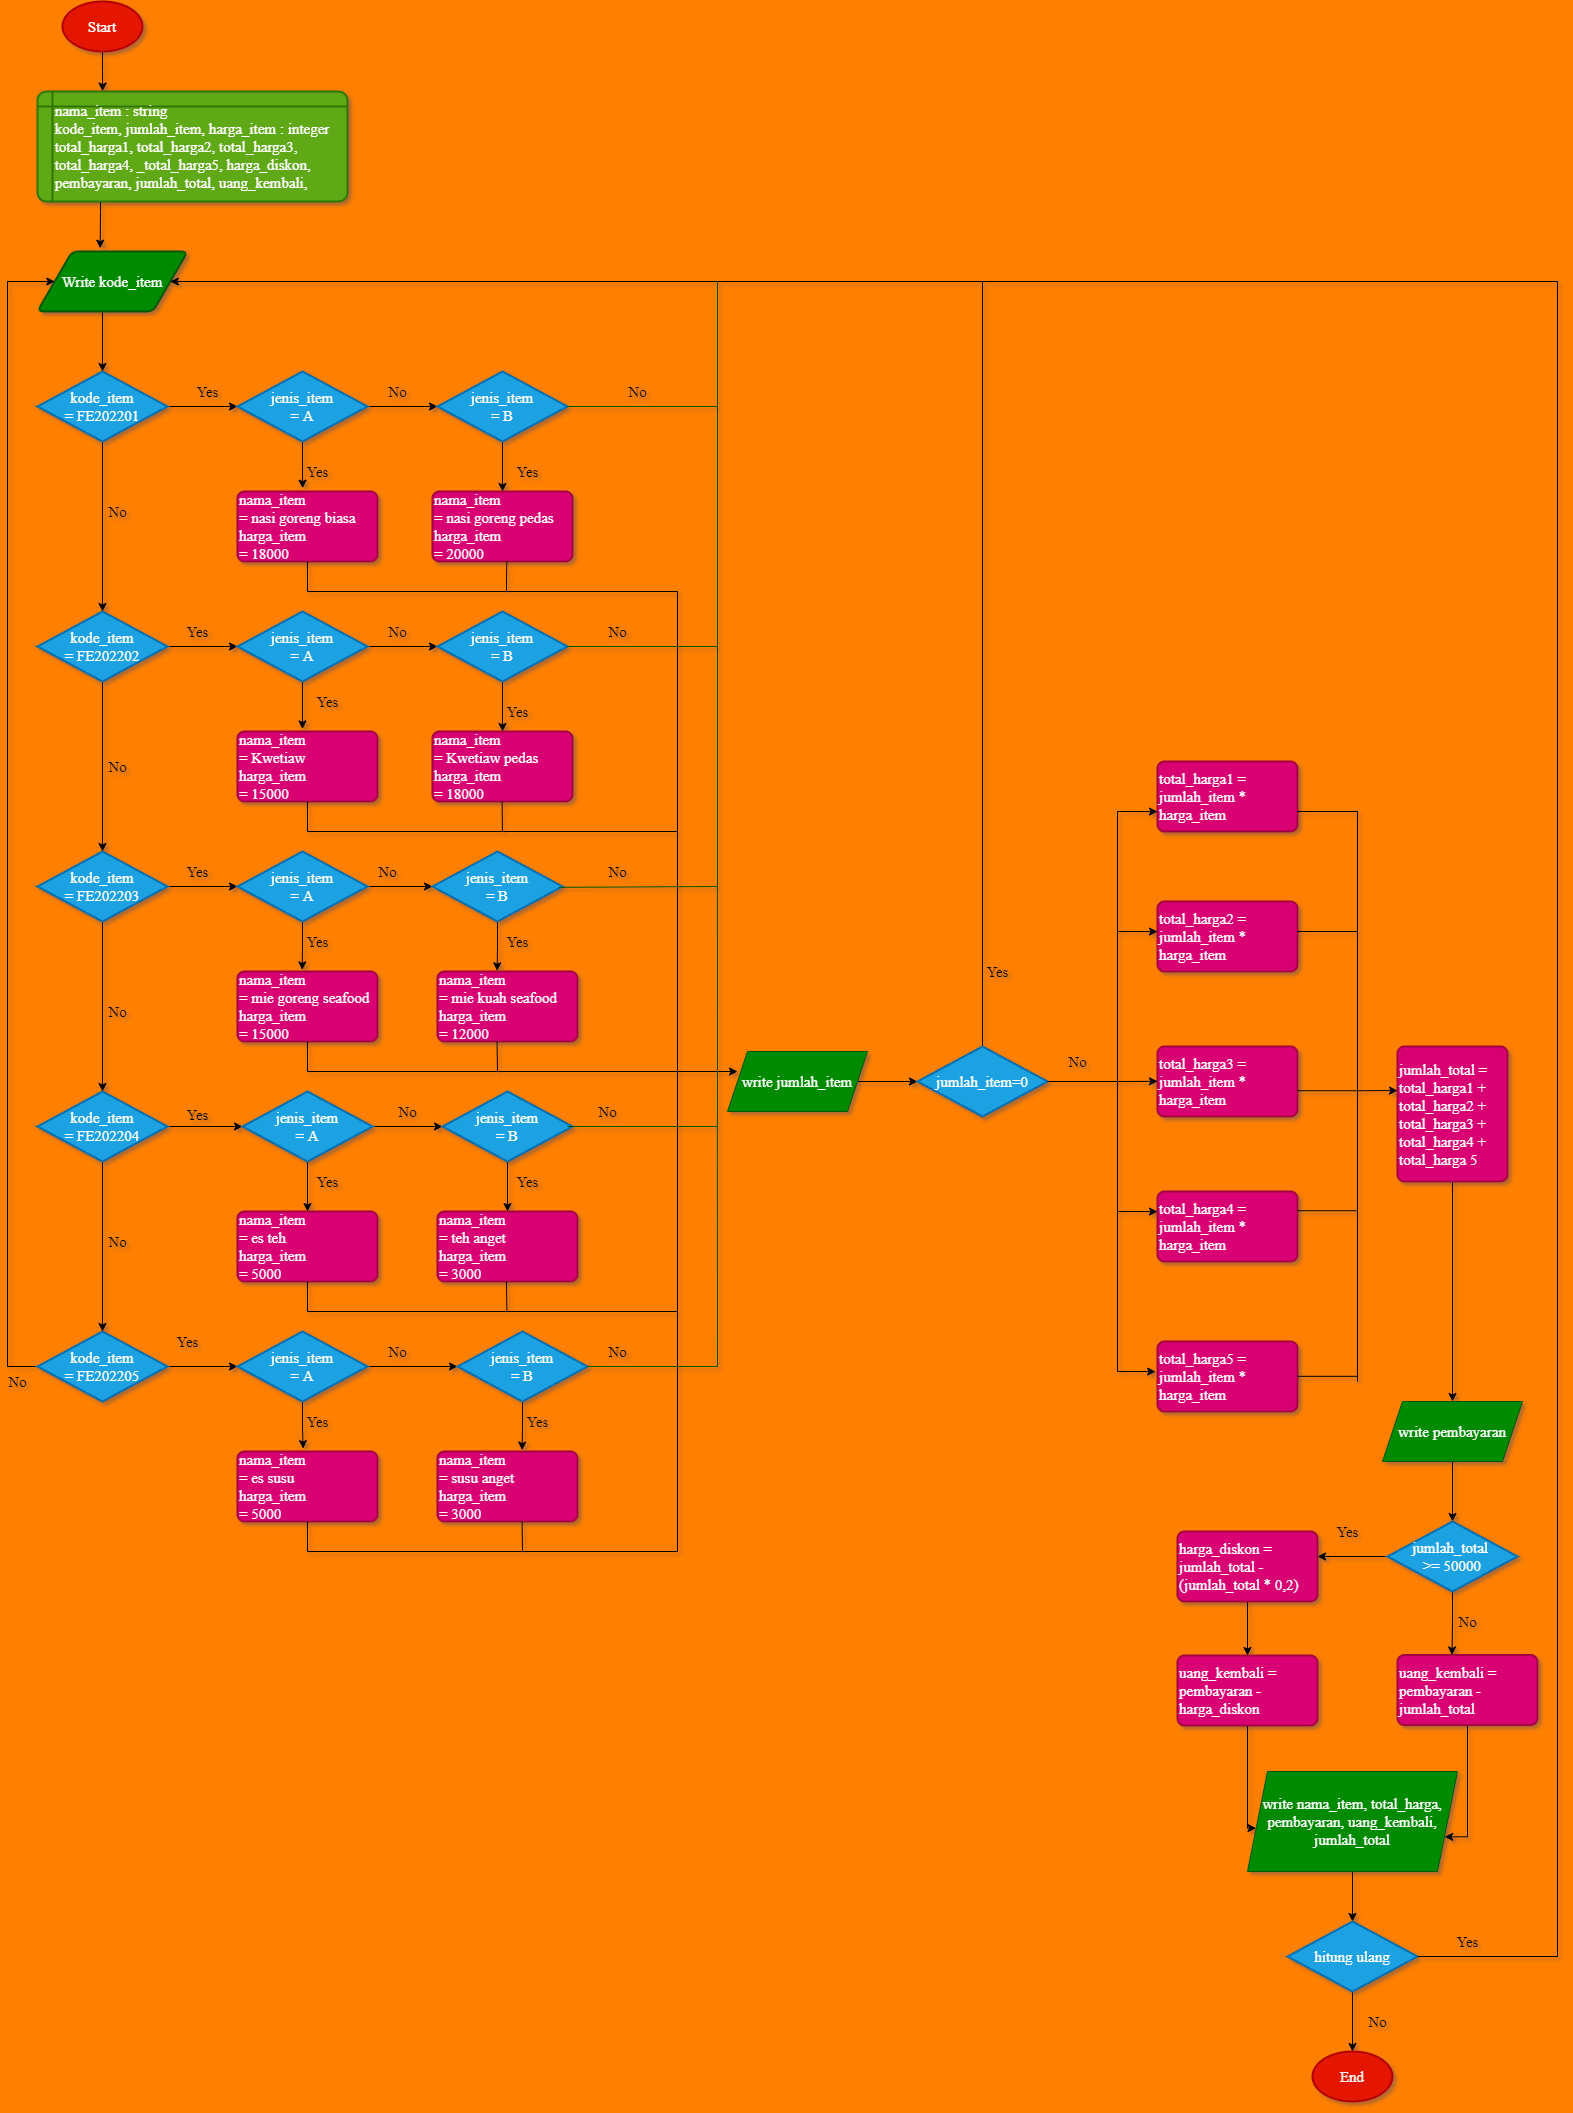 Start
nama_item : string
kode_item, jumlah_item, harga_item : integer
total_harga1, total_harga2, total_harga3,
total_harga4, _total_harga5, harga_diskon,
pembayaran, jumlah_total, uang_kembali,
Write kode_item
kode_item
= FE202201
Yes
jenis_item
= A
No
jenis_item
= B
No
Yes
Yes
No
nama_item
= nasi goreng biasa
harga_item
= 18000
nama_item
= nasi goreng pedas
harga_item
= 20000
kode_item
= FE202202
Yes
jenis_item
= A
No
jenis_item
= B
No
Yes
Yes
No
nama_item
= Kwetiaw
harga_item
= 15000
nama_item
= Kwetiaw pedas
harga_item
= 18000
kode_item
= FE202203
Yes
jenis_item
= A
No
jenis_item
= B
No
Yes
Yes
No
nama_item
= mie goreng seafood
harga_item
= 15000
nama_item
= mie kuah seafood
harga_item
= 12000
kode_item
= FE202204
Yes
jenis_item
= A
No
jenis_item
= B
No
Yes
Yes
No
nama_item
= es teh
harga_item
= 5000
nama_item
= teh anget
harga_item
= 3000
kode_item
= FE202205
No
Yes
jenis_item
= A
No
jenis_item
= B
No
Yes
Yes
nama_item
= es susu
harga_item
= 5000
nama_item
= susu anget
harga_item
= 3000
write jumlah_item
jumlah_item=0
Yes
No
total_harga1 =
jumlah_item *
harga_item
total_harga2 =
jumlah_item *
harga_item
total_harga3 =
jumlah_item *
harga_item
total_harga4 =
jumlah_item *
harga_item
total_harga5 =
jumlah_item *
harga_item
jumlah_total =
total_harga1 +
total_harga2 +
total_harga3 +
total_harga4 +
total_harga 5
write pembayaran
jumlah_total
>= 50000
Yes
No
harga_diskon =
jumlah_total -
(jumlah_total * 0,2)
uang_kembali =
pembayaran -
harga_diskon
uang_kembali =
pembayaran -
jumlah_total
write nama_item, total_harga,
pembayaran, uang_kembali,
jumlah_total
hitung ulang
Yes
No
End